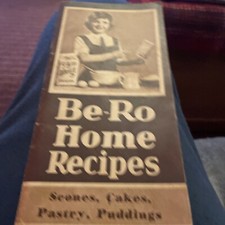 Be-Ro
Home
Recipes
Scones, Cakes,
Pastry, Puddings